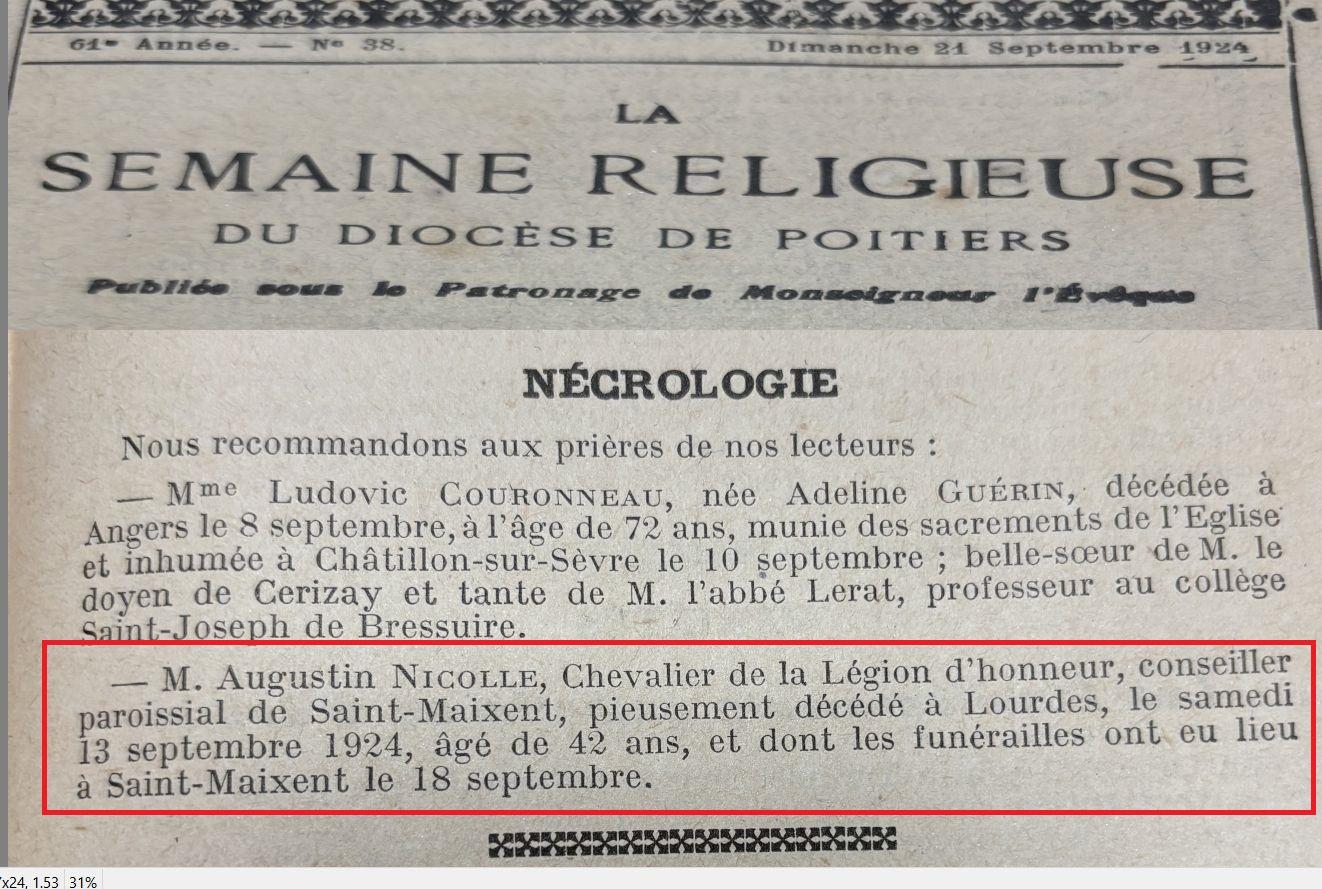 61e Année. — No 38.
Dimanche 21 Septembre 1924
LA
SEMAINE RELIGIEUSE
DU DIOCÈSE DE POITIERS
Publiée sous le Patronage de Monseigneur l'Évêque
NÉCROLOGIE
Nous recommandons aux prières de nos lecteurs :
— Mme Ludovic COURONNEAU, née Adeline GUÉRIN, décédée à
Angers le 8 septembre, à l'âge de 72 ans, munie des sacrements de l'Eglise
et inhumée à Châtillon-sur-Sèvre le 10 septembre ; belle-sœur de M. le
doyen de Cerizay et tante de M. l'abbé Lerat, professeur au collège
Saint-Joseph de Bressuire.
— M. Augustin NICOLLE, Chevalier de la Légion d'honneur, conseiller
paroissial de Saint-Maixent, pieusement décédé à Lourdes, le samedi
13 septembre 1924, âgé de 42 ans, et dont les funérailles ont eu lieu
à Saint-Maixent le 18 septembre.
x24, 1.53 31%